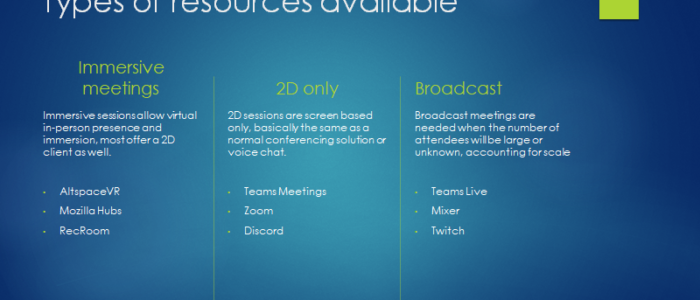 Types of resources available
Immersive
meetings
Immersive sessions allow virtual
in-person presence and
immersion, most offer a 2D
client as well.
AltspaceVR
Mozilla Hubs
RecRoom
2D only
2D sessions are screen based
only, basically the same as a
normal conferencing solution or
voice chat.
Teams Meetings
Zoom
Discord
Broadcast
Broadcast meetings are
needed when the number of
attendees will be large or
unknown, accounting for scale
Teams Live
Mixer
Twitch